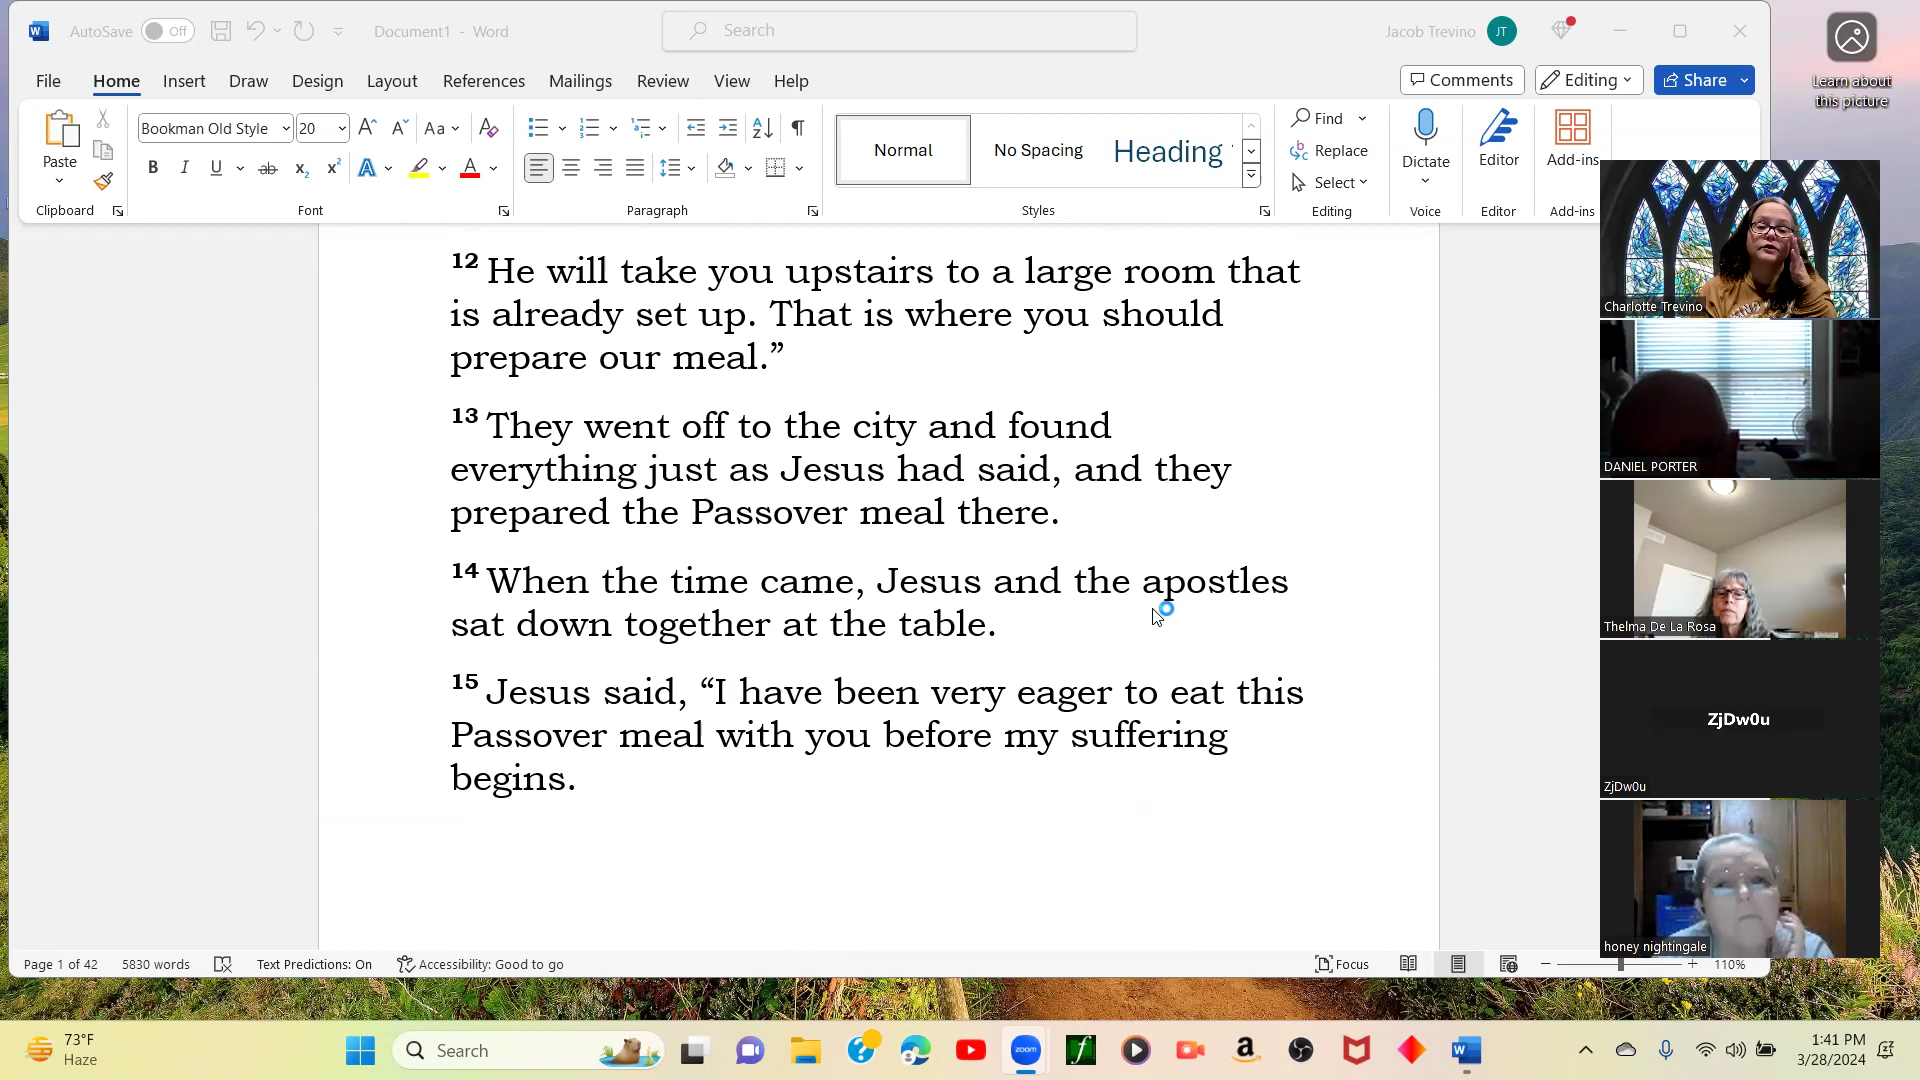 AutoSave Off Document1 - Word Search Jacob Trevino JT
Learn about
this picture
File Home Insert Draw Design Layout References Mailings Review View Help Comments Editing Share
Paste Bookman Old Style 20 Aa Normal No Spacing Heading Find Replace Select Dictate Editor Add-ins
Clipboard Font Paragraph Styles Editing Voice Editor Add-ins
12 He will take you upstairs to a large room that
is already set up. That is where you should
prepare our meal.”
13 They went off to the city and found
everything just as Jesus had said, and they
prepared the Passover meal there.
14 When the time came, Jesus and the apostles
sat down together at the table.
15 Jesus said, “I have been very eager to eat this
Passover meal with you before my suffering
begins.
Charlotte Trevino
DANIEL PORTER
Thelma De La Rosa
ZjDw0u
ZjDw0u
honey nightingale
Page 1 of 42 5830 words Text Predictions: On Accessibility: Good to go Focus 110%
73°F
Haze
Search
zoom
1:41 PM
3/28/2024